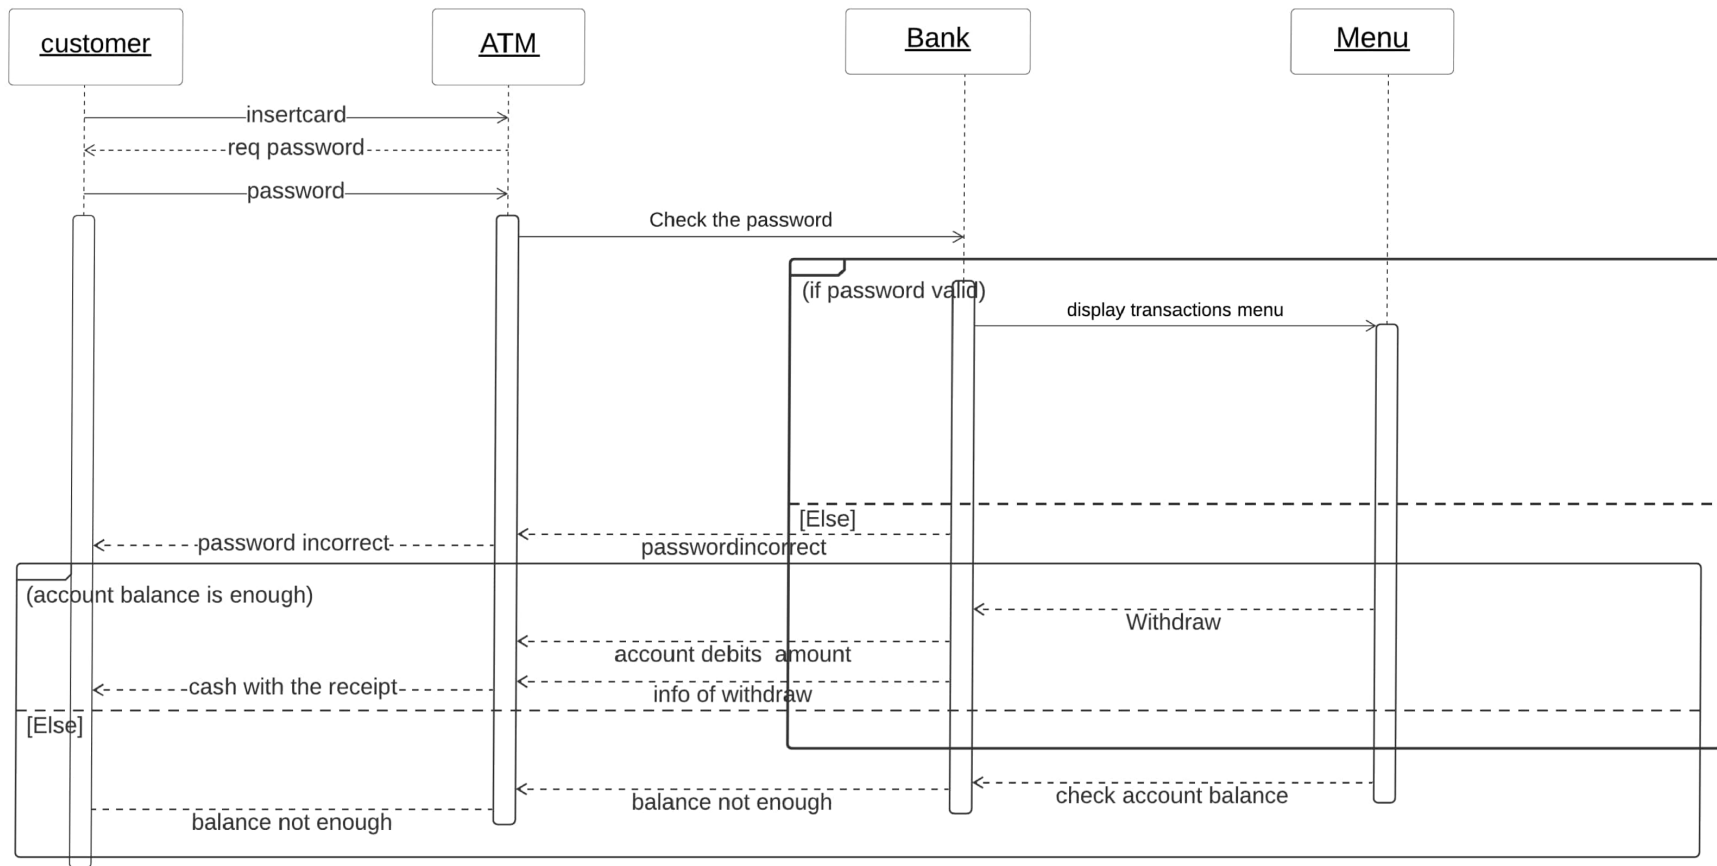 customer
ATM
Bank
Menu
insertcard
req password
password
Check the password
(if password valid)
display transactions menu
[Else]
password incorrect
passwordincorrect
(account balance is enough)
Withdraw
account debits  amount
cash with the receipt
info of withdraw
[Else]
balance not enough
check account balance
balance not enough